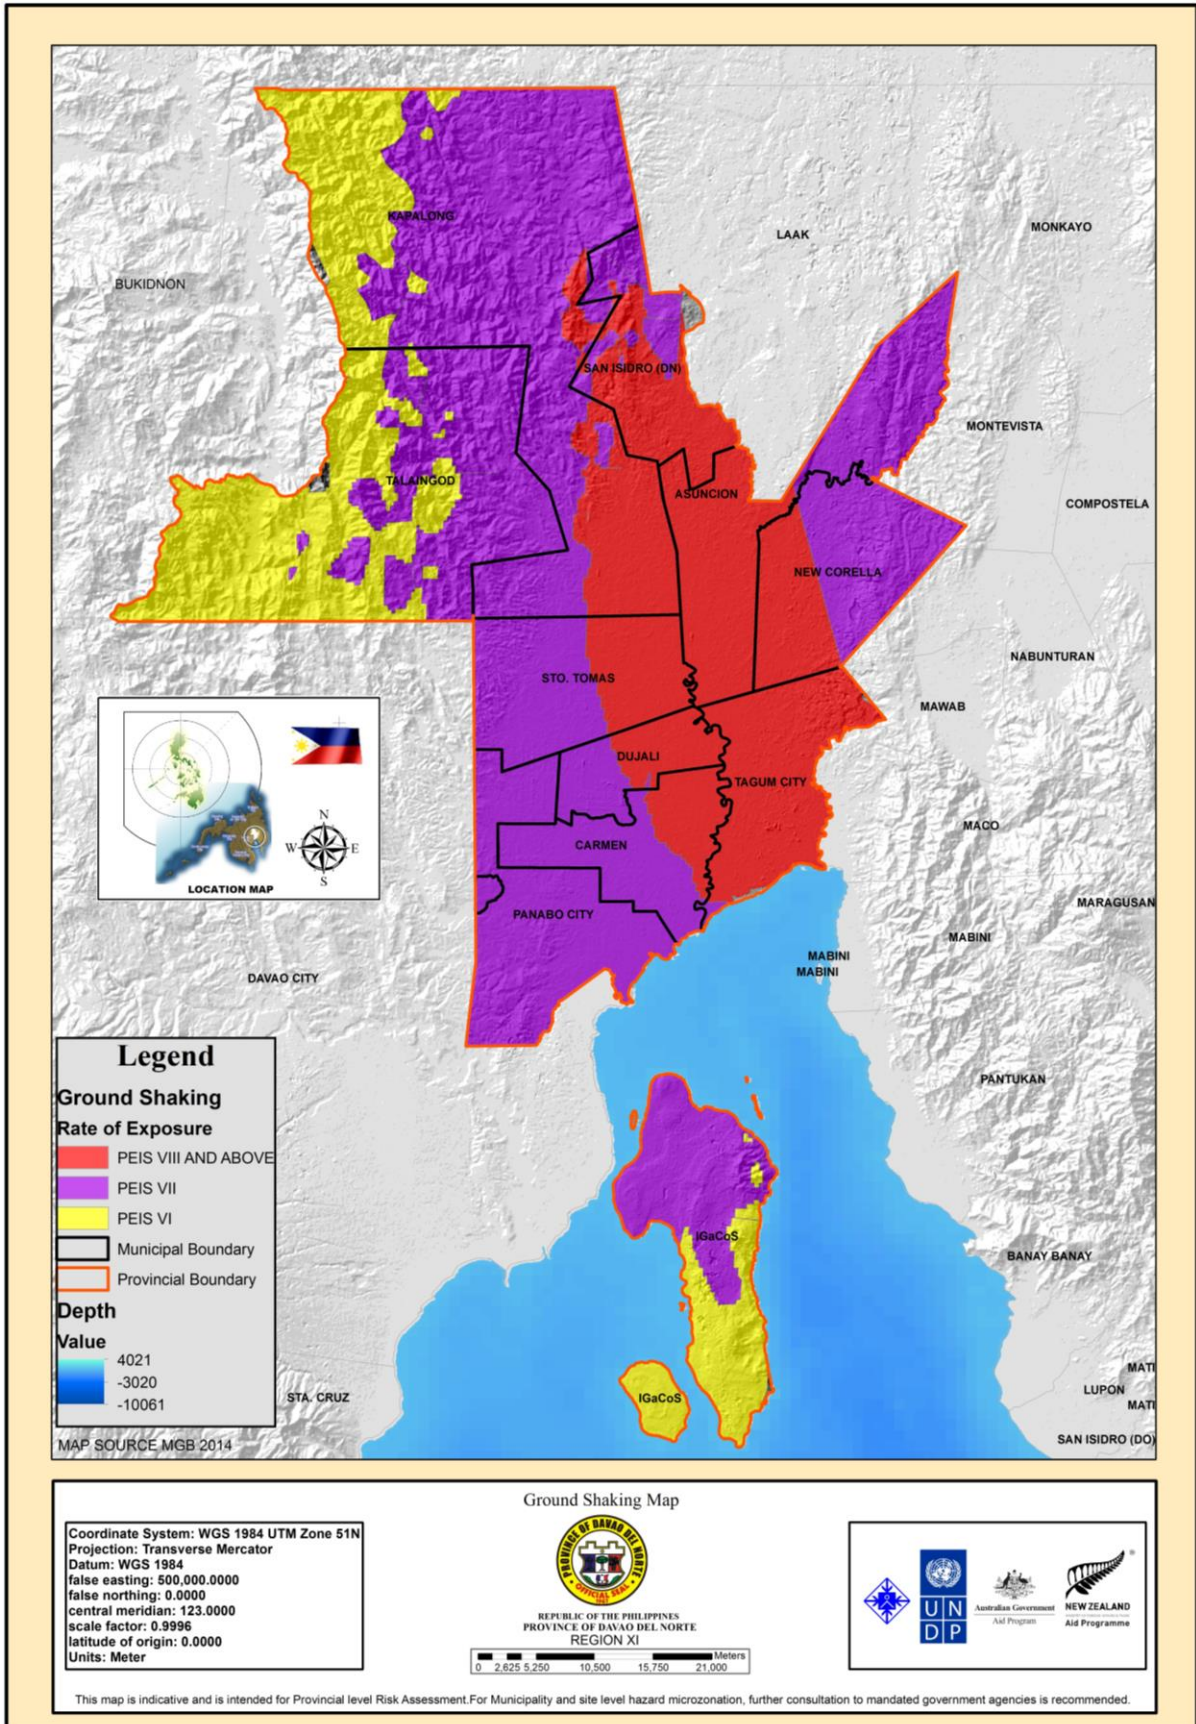 LAAK
MONKAYO
KAPALONG
BUKIDNON
SAN ISIDRO (DN)
MONTEVISTA
TALAINGOD
ASUNCION
COMPOSTELA
NEW CORELLA
NABUNTURAN
STO. TOMAS
MAWAB
DUJALI
TAGUM CITY
MACO
CARMEN
N
W
E
S
LOCATION MAP
PANABO CITY
MARAGUSAN
MABINI
MABINI
MABINI
DAVAO CITY
PANTUKAN
IGaCoS
BANAY BANAY
IGaCoS
STA. CRUZ
MATI
LUPON
MATI
SAN ISIDRO (DO)
Legend
Ground Shaking
Rate of Exposure
PEIS VIII AND ABOVE
PEIS VII
PEIS VI
Municipal Boundary
Provincial Boundary
Depth
Value
4021
-3020
-10061
MAP SOURCE MGB 2014
Ground Shaking Map
Coordinate System: WGS 1984 UTM Zone 51N
Projection: Transverse Mercator
Datum: WGS 1984
false easting: 500,000.0000
false northing: 0.0000
central meridian: 123.0000
scale factor: 0.9996
latitude of origin: 0.0000
Units: Meter
PROVINCE OF DAVAO DEL NORTE
OFFICIAL SEAL
1967
REPUBLIC OF THE PHILIPPINES
PROVINCE OF DAVAO DEL NORTE
REGION XI
Meters
0 2,625 5,250 10,500 15,750 21,000
UN
DP
Australian Government
Aid Program
NEW ZEALAND
Aid Programme
This map is indicative and is intended for Provincial level Risk Assessment.For Municipality and site level hazard microzonation, further consultation to mandated government agencies is recommended.